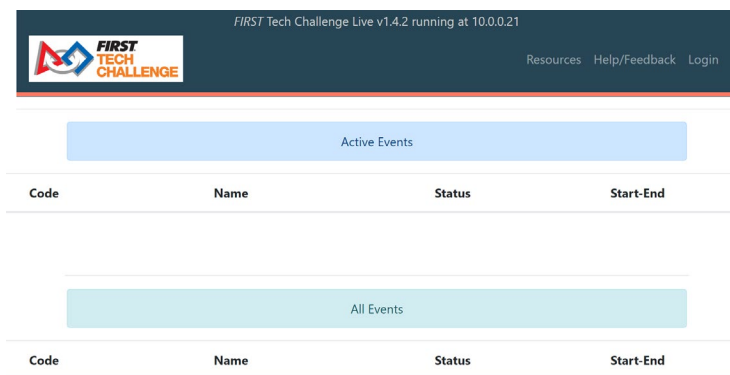 FIRST Tech Challenge Live v1.4.2 running at 10.0.0.21
FIRST
TECH
CHALLENGE
Resources Help/Feedback Login
Active Events
Code Name Status Start-End
All Events
Code Name Status Start-End